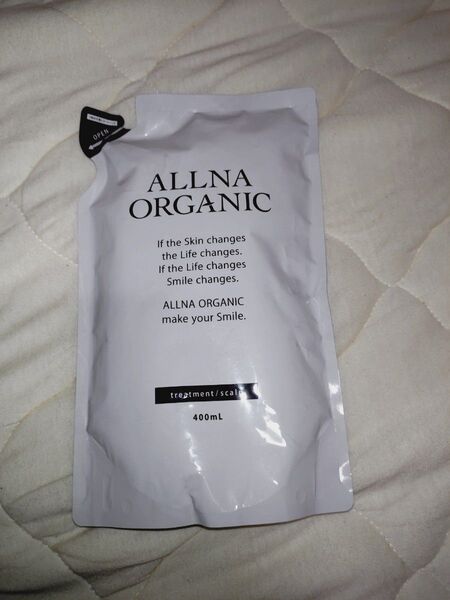 OPEN
ALLNA
ORGANIC
If the Skin changes
the Life changes.
If the Life changes
Smile changes.
ALLNA ORGANIC
make your Smile.
treatment/scalp
400mL